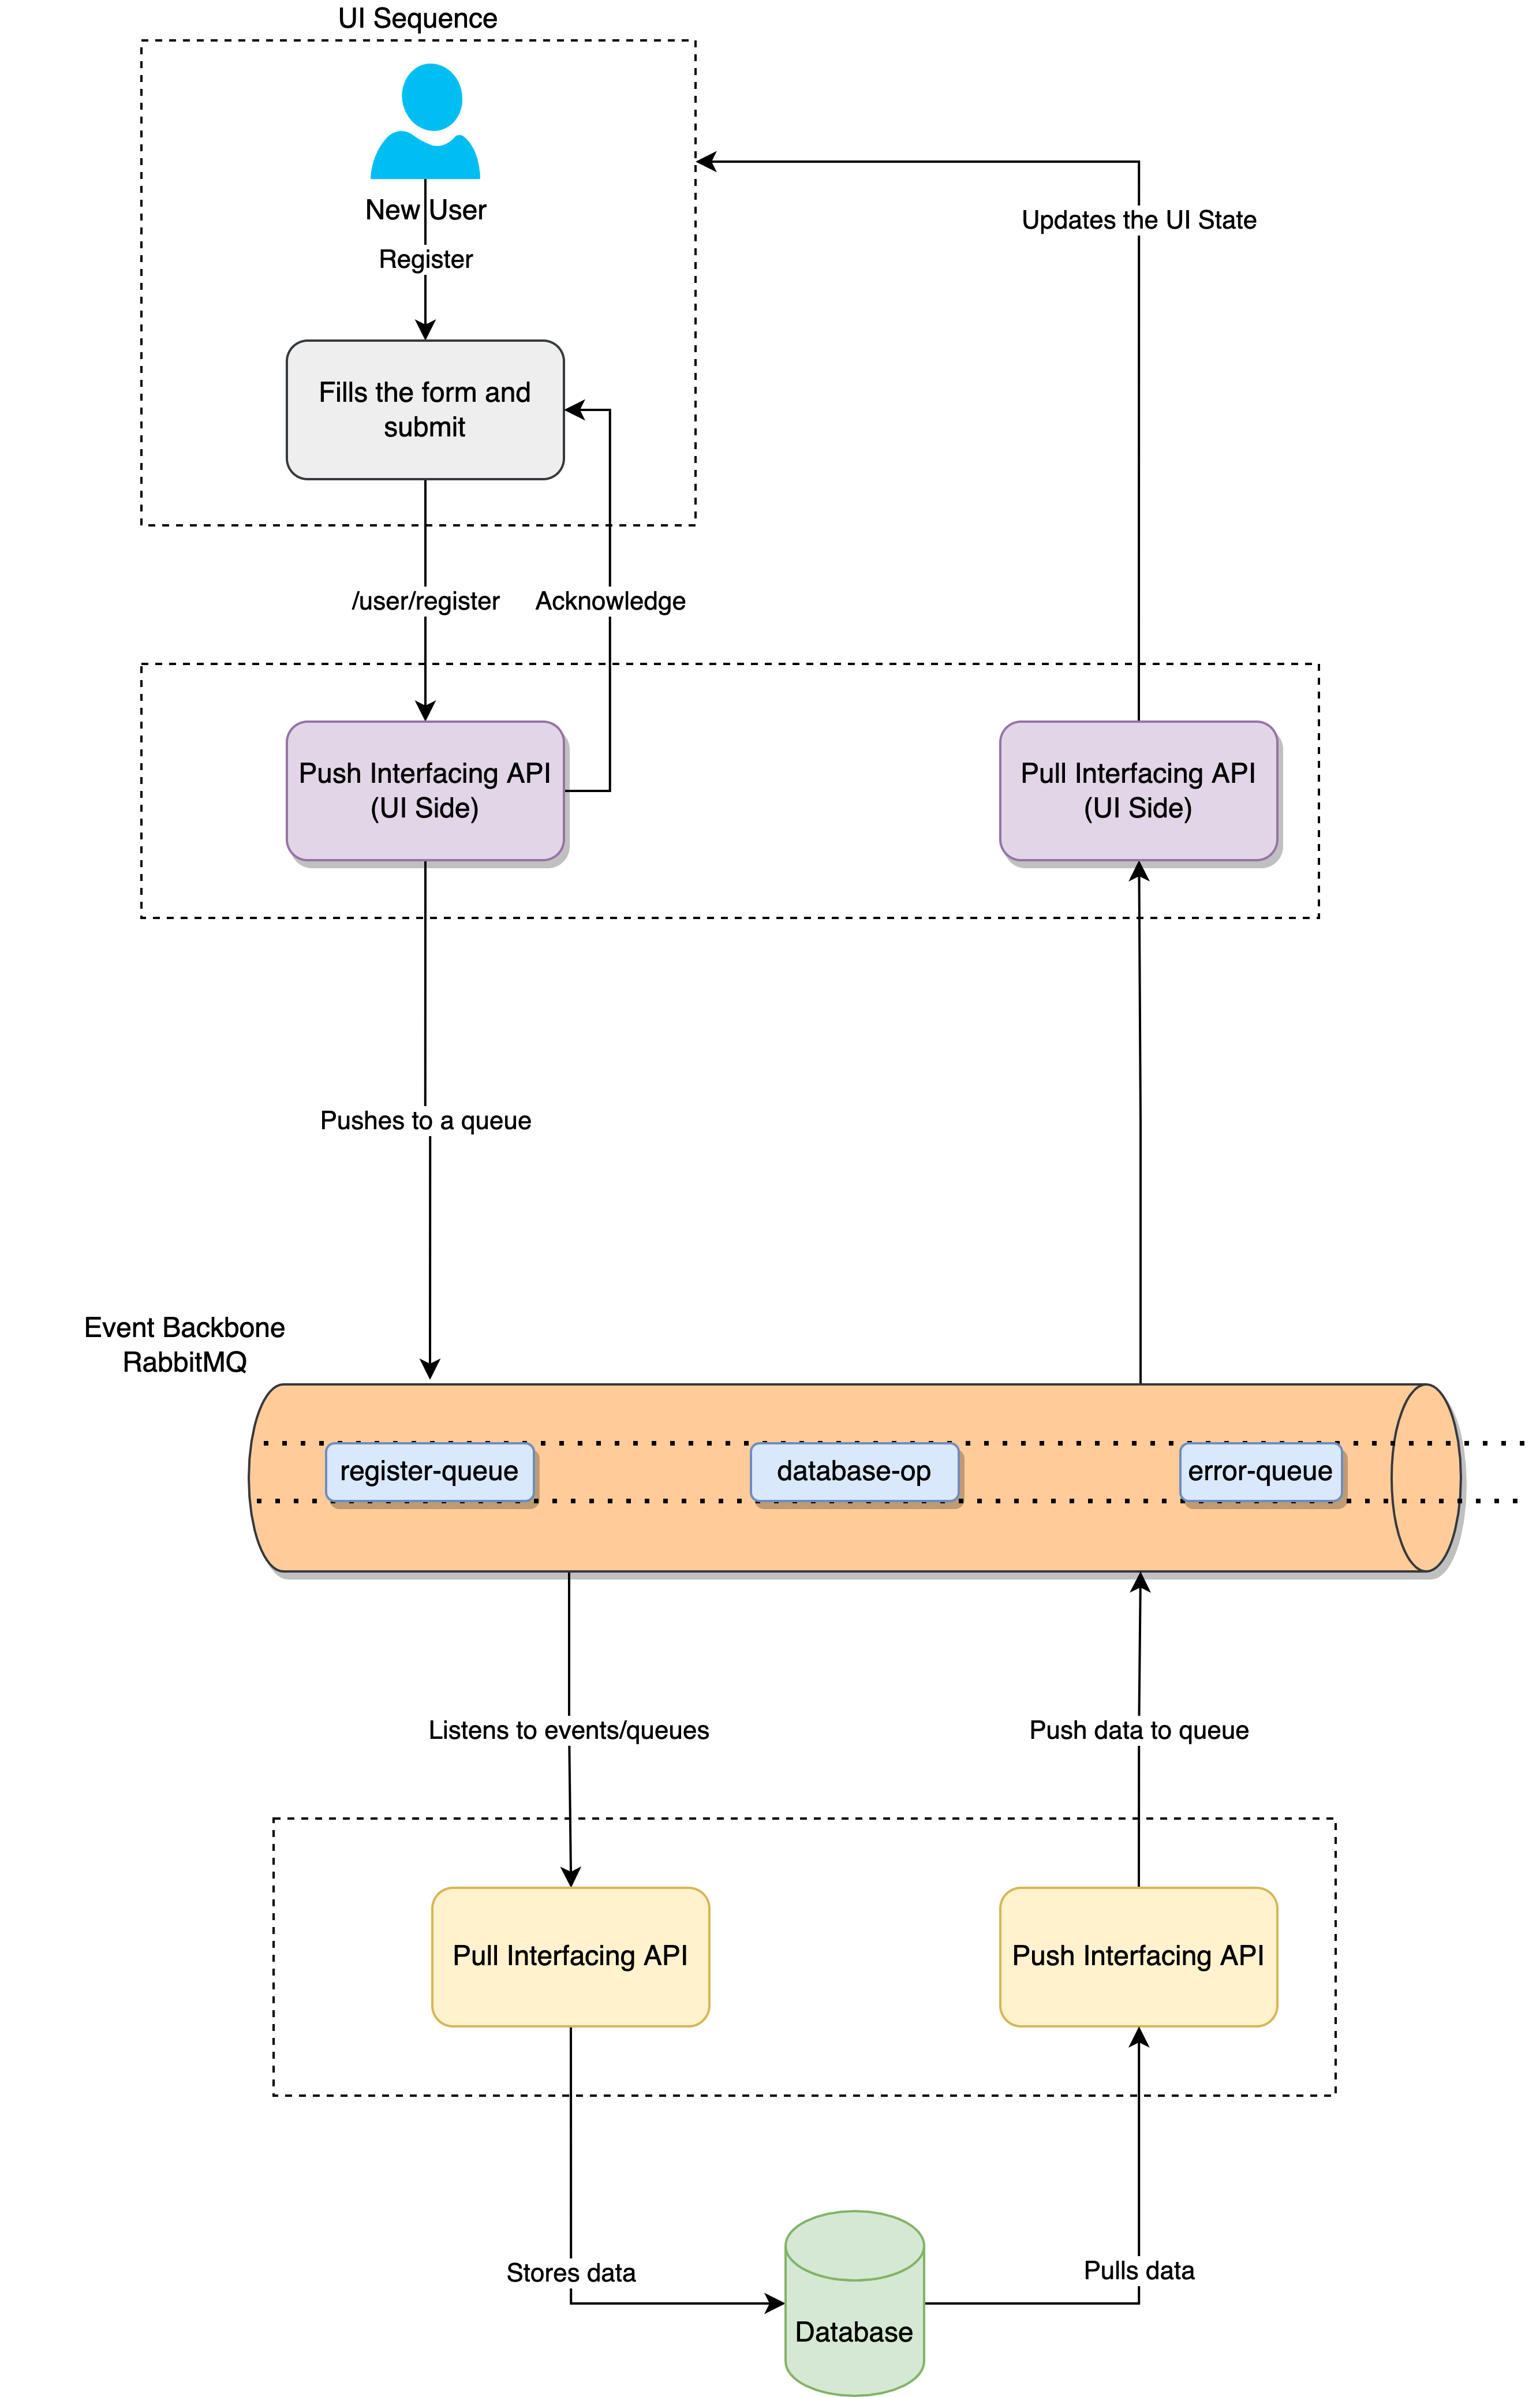 UI Sequence
New User
Register
Updates the UI State
Fills the form and
submit
/user/register
Acknowledge
Push Interfacing API
(UI Side)
Pull Interfacing API
(UI Side)
Pushes to a queue
Event Backbone
RabbitMQ
register-queue
database-op
error-queue
Listens to events/queues
Push data to queue
Pull Interfacing API
Push Interfacing API
Stores data
Pulls data
Database